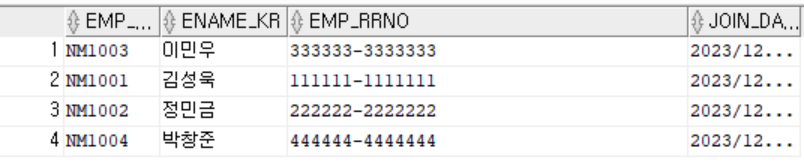 EMP_... ENAME_KR EMP_RRNO JOIN_DA...
1 NM1003 이민우 333333-3333333 2023/12...
2 NM1001 김성욱 111111-1111111 2023/12...
3 NM1002 정민금 222222-2222222 2023/12...
4 NM1004 박창준 444444-4444444 2023/12...